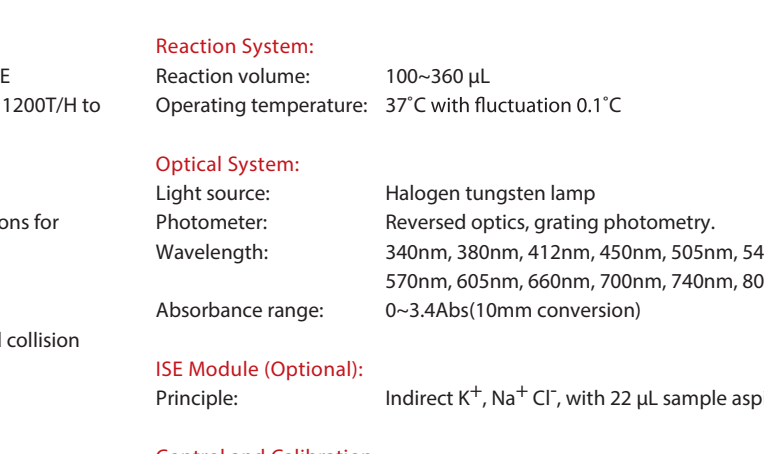 E
1200T/H to
ons for
collision
Reaction System:
Reaction volume: 100~360 µL
Operating temperature: 37˚C with fluctuation 0.1˚C
Optical System:
Light source: Halogen tungsten lamp
Photometer: Reversed optics, grating photometry.
Wavelength: 340nm, 380nm, 412nm, 450nm, 505nm, 54
570nm, 605nm, 660nm, 700nm, 740nm, 80
Absorbance range: 0~3.4Abs(10mm conversion)
ISE Module (Optional):
Principle: Indirect K⁺, Na⁺ Cl⁻, with 22 µL sample asp
Control and Calibration